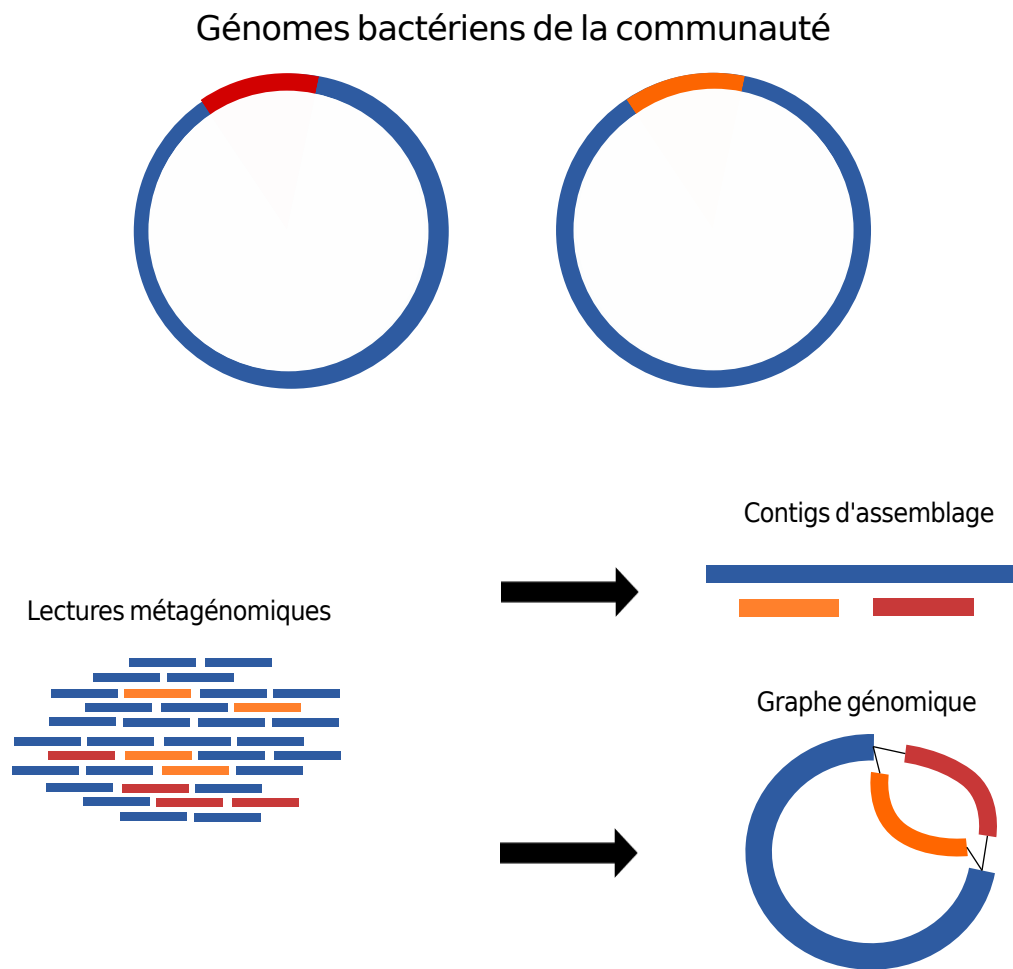 Génomes bactériens de la communauté
Contigs d'assemblage
Lectures métagénomiques
Graphe génomique